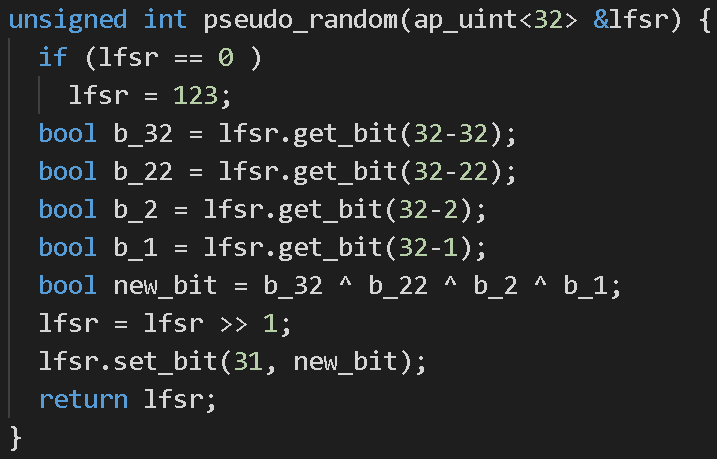 unsigned int pseudo_random(ap_uint<32> &lfsr) {
  if (lfsr == 0 )
    lfsr = 123;
  bool b_32 = lfsr.get_bit(32-32);
  bool b_22 = lfsr.get_bit(32-22);
  bool b_2 = lfsr.get_bit(32-2);
  bool b_1 = lfsr.get_bit(32-1);
  bool new_bit = b_32 ^ b_22 ^ b_2 ^ b_1;
  lfsr = lfsr >> 1;
  lfsr.set_bit(31, new_bit);
  return lfsr;
}